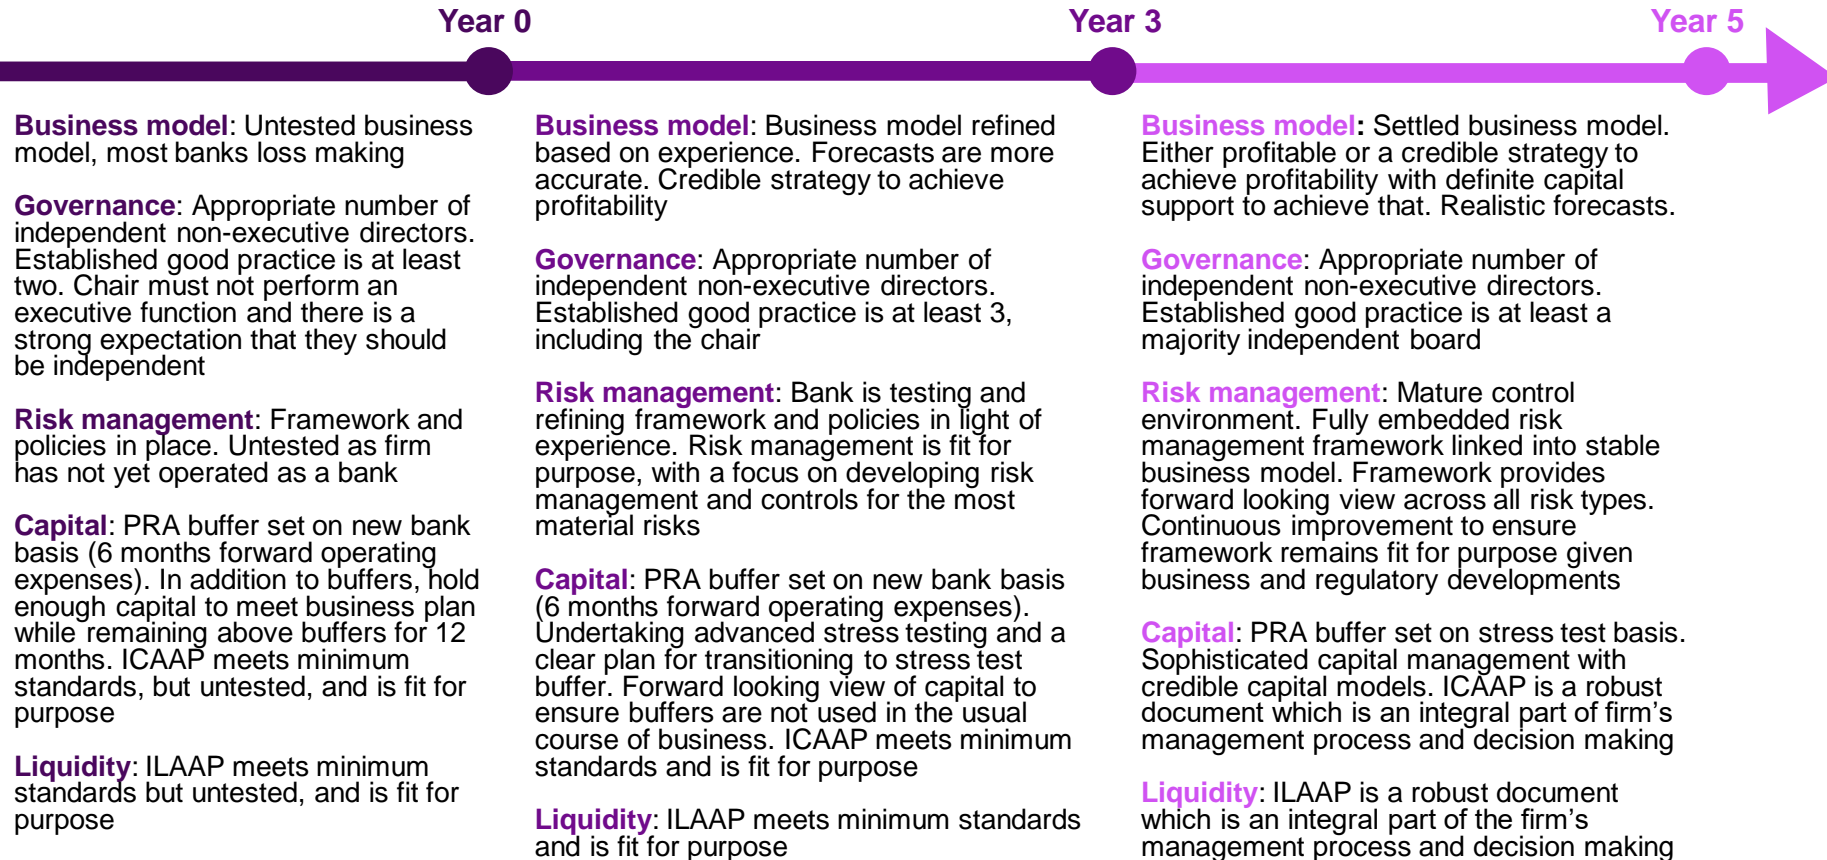 Year 0
Year 3
Year 5
Business model: Untested business
model, most banks loss making
Governance: Appropriate number of
independent non-executive directors.
Established good practice is at least
two. Chair must not perform an
executive function and there is a
strong expectation that they should
be independent
Risk management: Framework and
policies in place. Untested as firm
has not yet operated as a bank
Capital: PRA buffer set on new bank
basis (6 months forward operating
expenses). In addition to buffers, hold
enough capital to meet business plan
while remaining above buffers for 12
months. ICAAP meets minimum
standards, but untested, and is fit for
purpose
Liquidity: ILAAP meets minimum
standards but untested, and is fit for
purpose
Business model: Business model refined
based on experience. Forecasts are more
accurate. Credible strategy to achieve
profitability
Governance: Appropriate number of
independent non-executive directors.
Established good practice is at least 3,
including the chair
Risk management: Bank is testing and
refining framework and policies in light of
experience. Risk management is fit for
purpose, with a focus on developing risk
management and controls for the most
material risks
Capital: PRA buffer set on new bank basis
(6 months forward operating expenses).
Undertaking advanced stress testing and a
clear plan for transitioning to stress test
buffer. Forward looking view of capital to
ensure buffers are not used in the usual
course of business. ICAAP meets minimum
standards and is fit for purpose
Liquidity: ILAAP meets minimum standards
and is fit for purpose
Business model: Settled business model.
Either profitable or a credible strategy to
achieve profitability with definite capital
support to achieve that. Realistic forecasts.
Governance: Appropriate number of
independent non-executive directors.
Established good practice is at least a
majority independent board
Risk management: Mature control
environment. Fully embedded risk
management framework linked into stable
business model. Framework provides
forward looking view across all risk types.
Continuous improvement to ensure
framework remains fit for purpose given
business and regulatory developments
Capital: PRA buffer set on stress test basis.
Sophisticated capital management with
credible capital models. ICAAP is a robust
document which is an integral part of firm's
management process and decision making
Liquidity: ILAAP is a robust document
which is an integral part of the firm's
management process and decision making